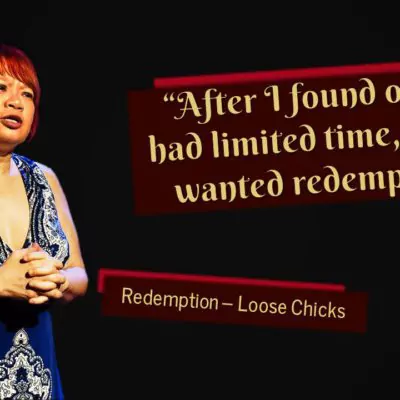 “After I found o
had limited time,
wanted redemp
Redemption – Loose Chicks